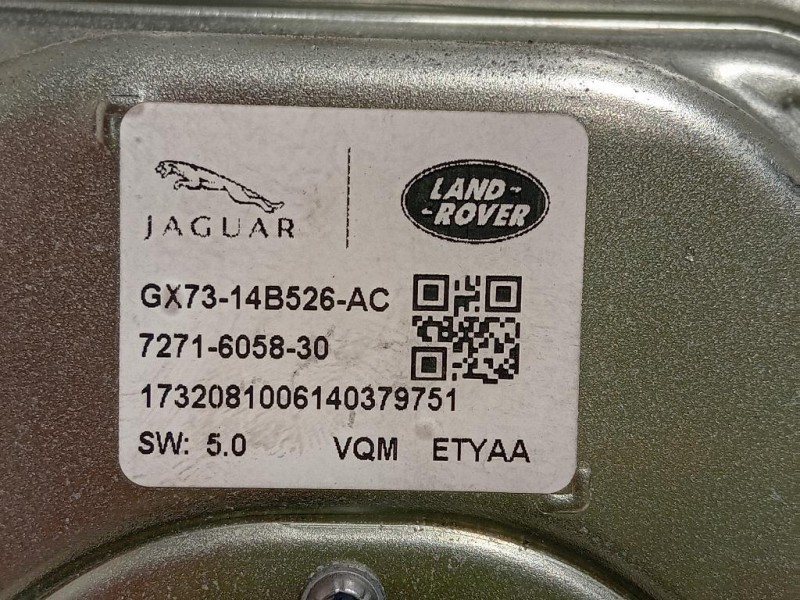 JAGUAR
LAND-
-ROVER
GX73-14B526-AC
7271-6058-30
1732081006140379751
SW: 5.0 VQM ETYAA